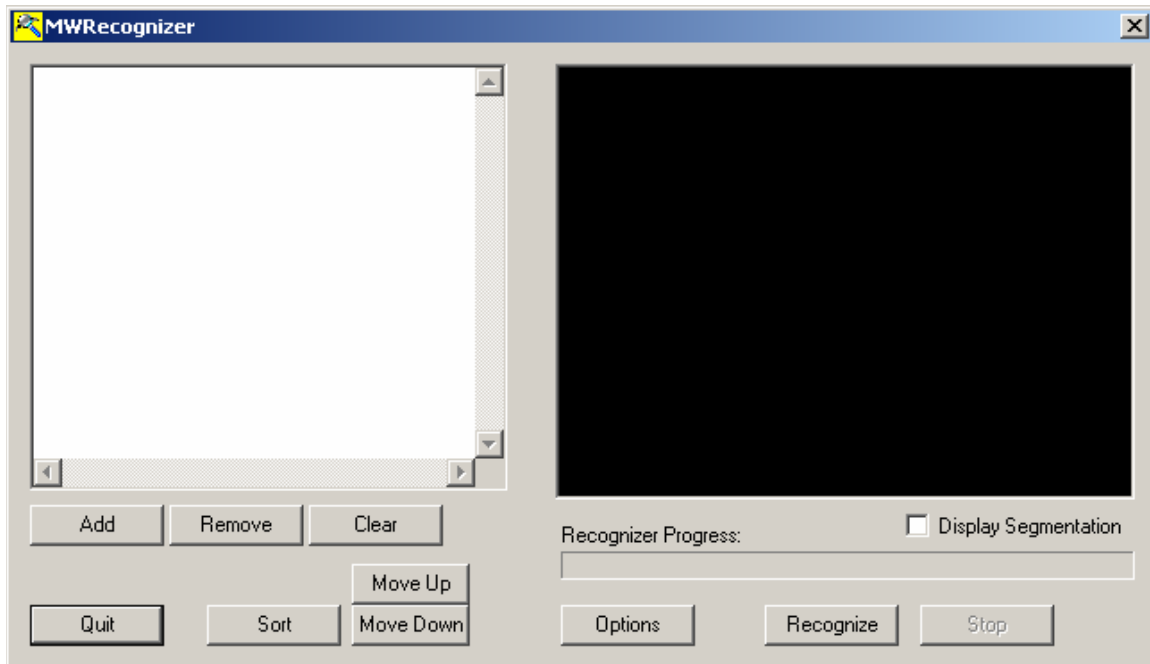 MWRecognizer
Add Remove Clear
Recognizer Progress:
Display Segmentation
Move Up
Quit Sort Move Down Options Recognize Stop